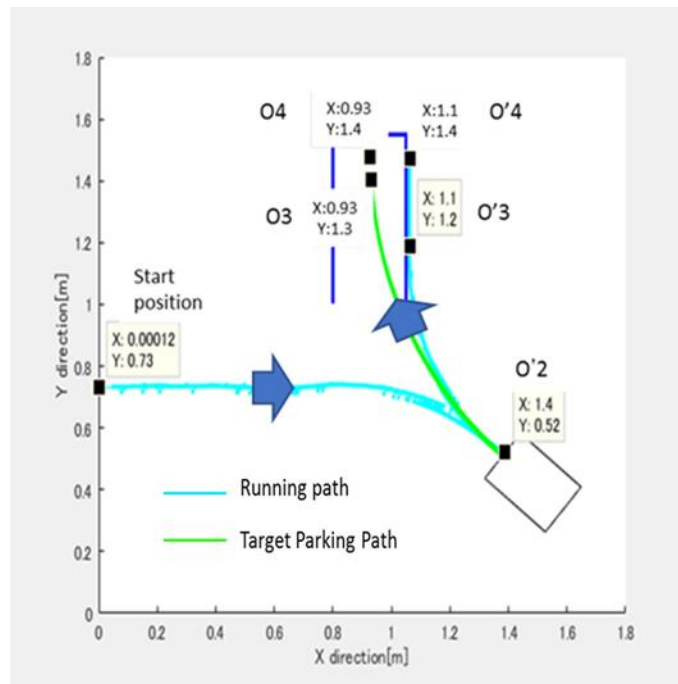 1.8
1.6
1.4
1.2
1
0.8
0.6
0.4
0.2
0
Y direction[m]
O4
X:0.93
Y:1.4
X:1.1
Y:1.4
O'4
O3
X:0.93
Y:1.3
X: 1.1
Y: 1.2
O'3
Start
position
X: 0.00012
Y: 0.73
O'2
X: 1.4
Y: 0.52
Running path
Target Parking Path
0 0.2 0.4 0.6 0.8 1 1.2 1.4 1.6 1.8
X direction[m]